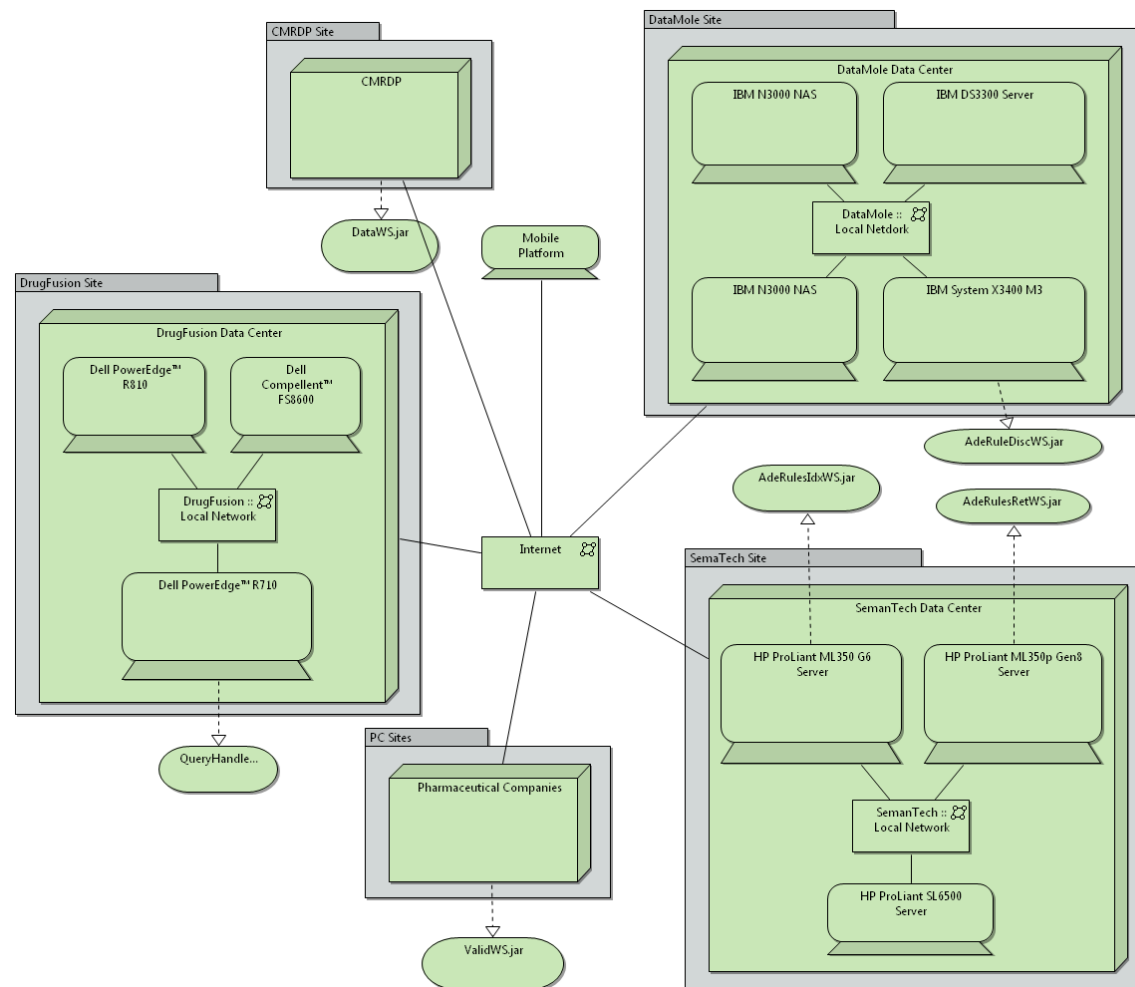 CMRDP Site
CMRDP
DataWS.jar
Mobile
Platform
DataMole Site
DataMole Data Center
IBM N3000 NAS
IBM DS3300 Server
DataMole ::
Local Netdork
IBM N3000 NAS
IBM System X3400 M3
AdeRuleDiscWS.jar
DrugFusion Site
DrugFusion Data Center
Dell PowerEdge™
R810
Dell
Compellent™
FS8600
DrugFusion ::
Local Network
Dell PowerEdge™ R710
QueryHandle...
Internet
AdeRulesIdxWS.jar
AdeRulesRetWS.jar
SemaTech Site
SemanTech Data Center
HP ProLiant ML350 G6
Server
HP ProLiant ML350p Gen8
Server
SemanTech ::
Local Network
HP ProLiant SL6500
Server
PC Sites
Pharmaceutical Companies
ValidWS.jar